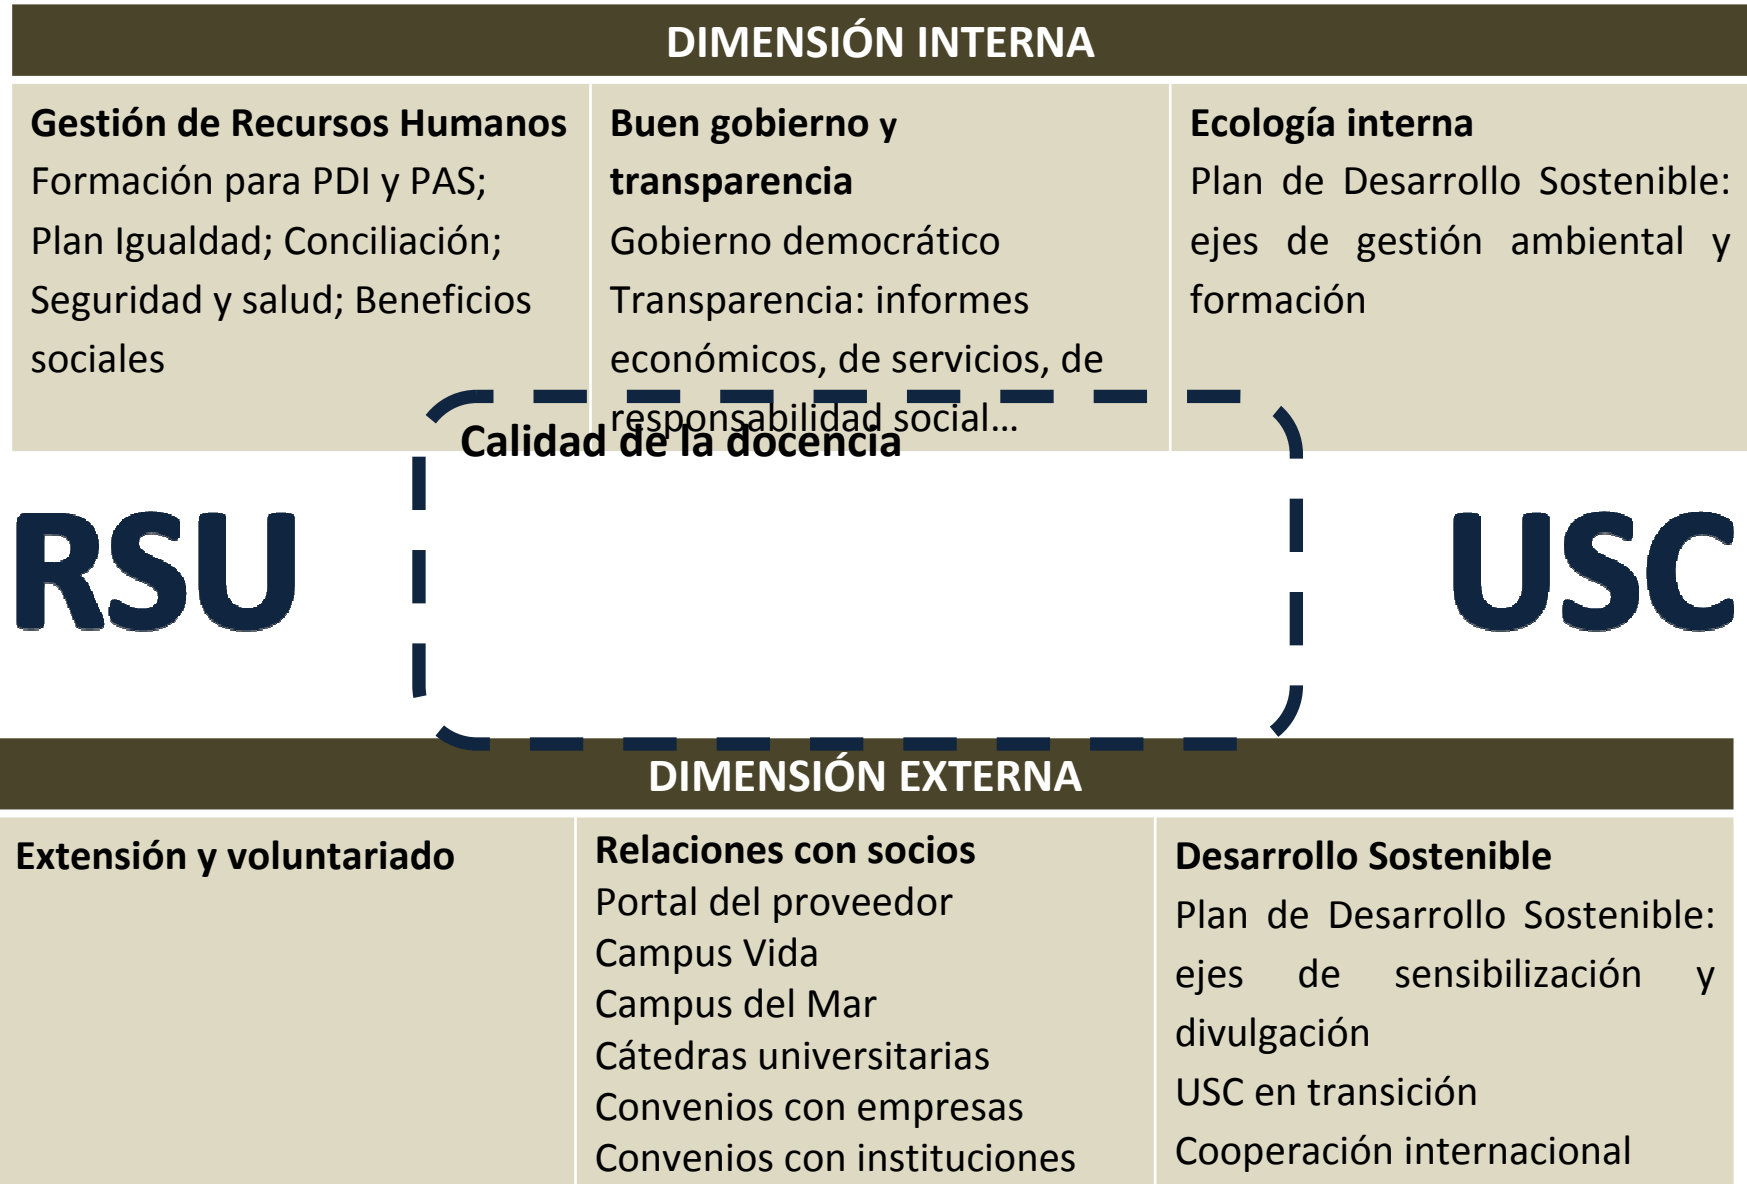 DIMENSIÓN INTERNA
Gestión de Recursos Humanos
Formación para PDI y PAS;
Plan Igualdad; Conciliación;
Seguridad y salud; Beneficios
sociales
Buen gobierno y
transparencia
Gobierno democrático
Transparencia: informes
económicos, de servicios, de
responsabilidad social…
Ecología interna
Plan de Desarrollo Sostenible:
ejes de gestión ambiental y
formación
Calidad de la docencia
RSU
USC
DIMENSIÓN EXTERNA
Extensión y voluntariado
Relaciones con socios
Portal del proveedor
Campus Vida
Campus del Mar
Cátedras universitarias
Convenios con empresas
Convenios con instituciones
Desarrollo Sostenible
Plan de Desarrollo Sostenible:
ejes de sensibilización y
divulgación
USC en transición
Cooperación internacional